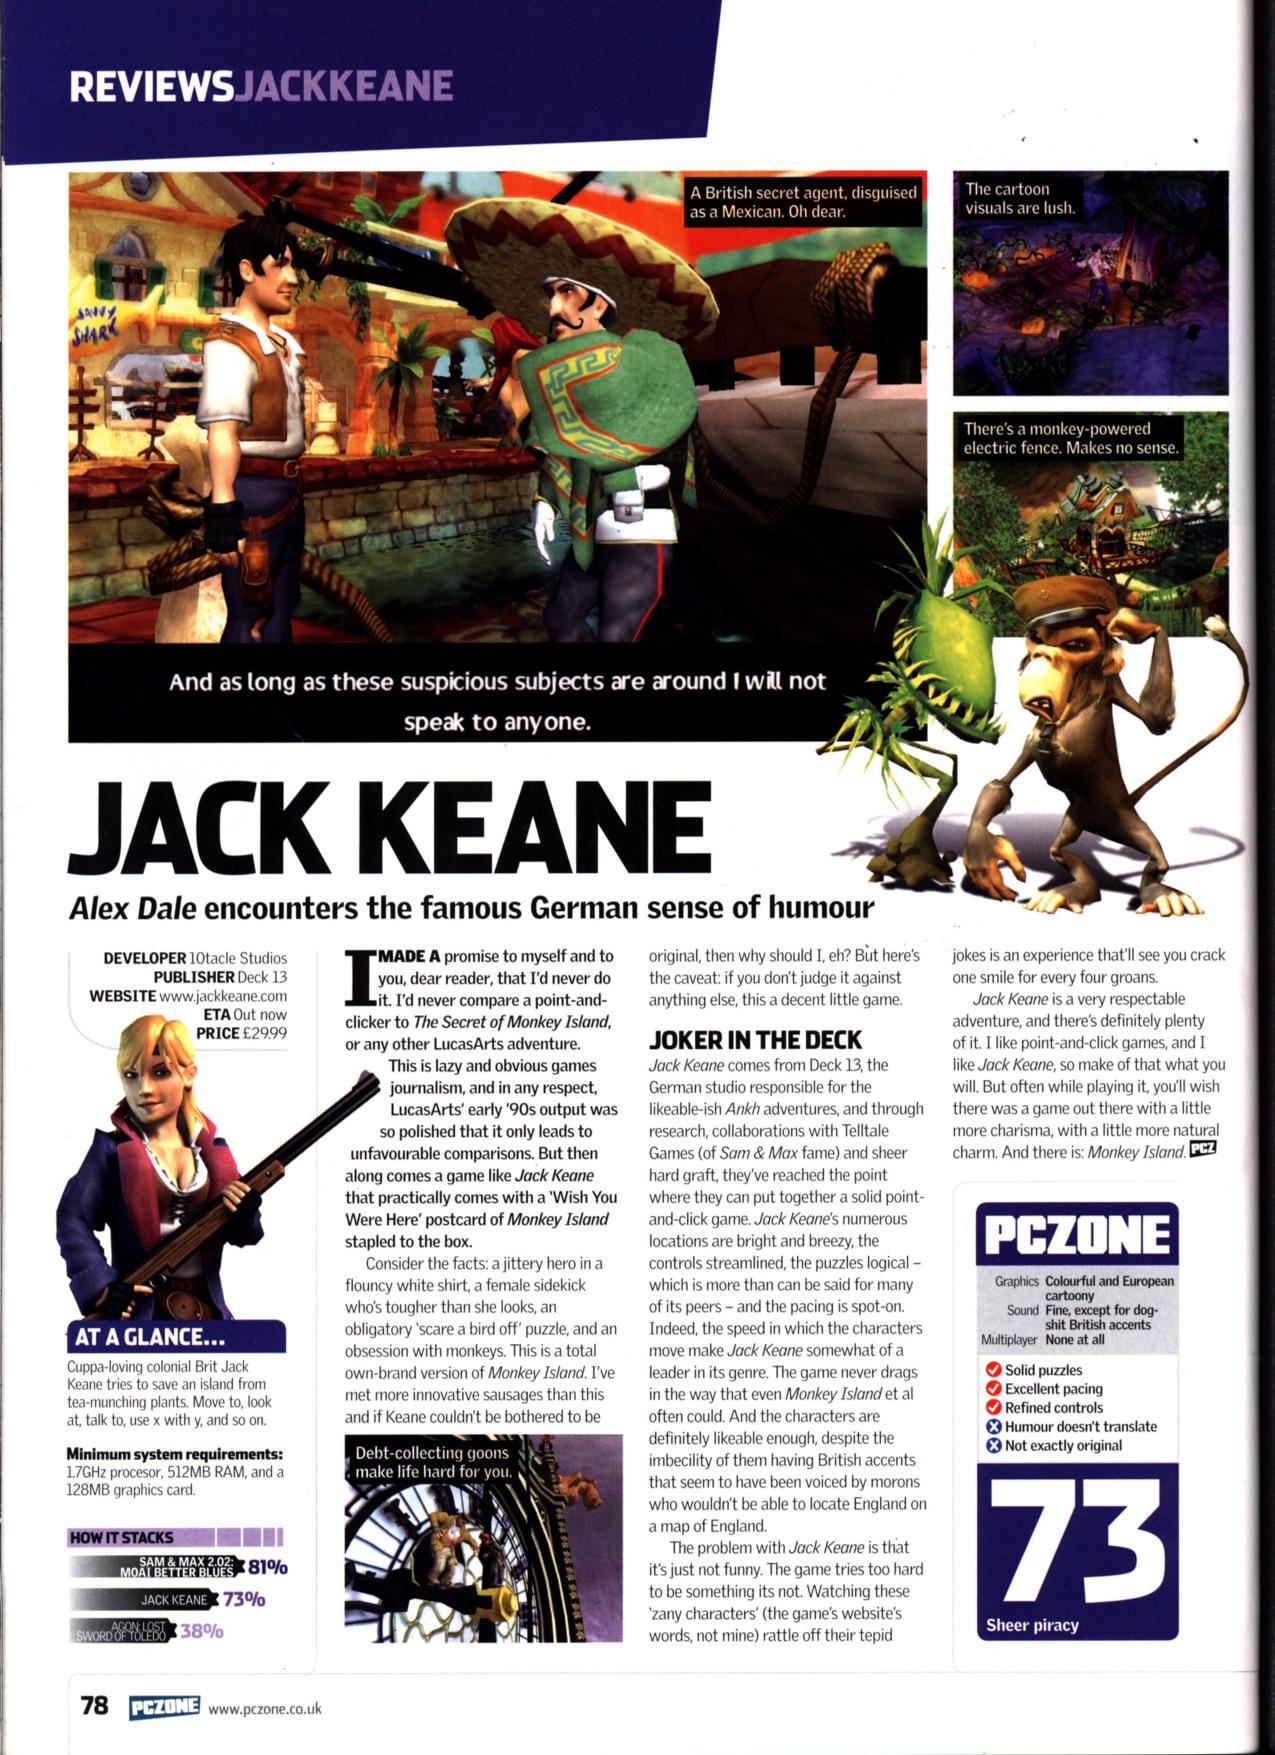 REVIEWSJACKKEANE
A British secret agent, disguised
as a Mexican. Oh dear.
The cartoon
visuals are lush.
There's a monkey-powered
electric fence. Makes no sense.
SAVVY
SHARK
And as long as these suspicious subjects are around I will not
speak to anyone.
JACK KEANE
Alex Dale encounters the famous German sense of humour
DEVELOPER 10tacle Studios
PUBLISHER Deck 13
WEBSITE www.jackkeane.com
ETA Out now
PRICE £29.99
AT A GLANCE...
Cuppa-loving colonial Brit Jack
Keane tries to save an island from
tea-munching plants. Move to, look
at, talk to, use x with y, and so on.
Minimum system requirements:
1.7GHz procesor, 512MB RAM, and a
128MB graphics card.
HOW IT STACKS
SAM & MAX 2.02:
MOAI BETTER BLUES 81%
JACK KEANE 73%
AGON: LOST
SWORD OF TOLEDO 38%
I MADE A promise to myself and to
you, dear reader, that I'd never do
it. I'd never compare a point-and-
clicker to The Secret of Monkey Island,
or any other LucasArts adventure.
This is lazy and obvious games
journalism, and in any respect,
LucasArts' early '90s output was
so polished that it only leads to
unfavourable comparisons. But then
along comes a game like Jack Keane
that practically comes with a 'Wish You
Were Here' postcard of Monkey Island
stapled to the box.
Consider the facts: a jittery hero in a
flouncy white shirt, a female sidekick
who's tougher than she looks, an
obligatory 'scare a bird off' puzzle, and an
obsession with monkeys. This is a total
own-brand version of Monkey Island. I've
met more innovative sausages than this
and if Keane couldn't be bothered to be
Debt-collecting goons
make life hard for you.
original, then why should I, eh? But here's
the caveat: if you don't judge it against
anything else, this a decent little game.
JOKER IN THE DECK
Jack Keane comes from Deck 13, the
German studio responsible for the
likeable-ish Ankh adventures, and through
research, collaborations with Telltale
Games (of Sam & Max fame) and sheer
hard graft, they've reached the point
where they can put together a solid point-
and-click game. Jack Keane's numerous
locations are bright and breezy, the
controls streamlined, the puzzles logical –
which is more than can be said for many
of its peers – and the pacing is spot-on.
Indeed, the speed in which the characters
move make Jack Keane somewhat of a
leader in its genre. The game never drags
in the way that even Monkey Island et al
often could. And the characters are
definitely likeable enough, despite the
imbecility of them having British accents
that seem to have been voiced by morons
who wouldn't be able to locate England on
a map of England.
The problem with Jack Keane is that
it's just not funny. The game tries too hard
to be something its not. Watching these
'zany characters' (the game's website's
words, not mine) rattle off their tepid
jokes is an experience that'll see you crack
one smile for every four groans.
Jack Keane is a very respectable
adventure, and there's definitely plenty
of it. I like point-and-click games, and I
like Jack Keane, so make of that what you
will. But often while playing it, you'll wish
there was a game out there with a little
more charisma, with a little more natural
charm. And there is: Monkey Island. PCZ
PCZONE
Graphics Colourful and European
cartoony
Sound Fine, except for dog-
shit British accents
Multiplayer None at all
Solid puzzles
Excellent pacing
Refined controls
Humour doesn't translate
Not exactly original
73
Sheer piracy
78 PCZONE www.pczone.co.uk